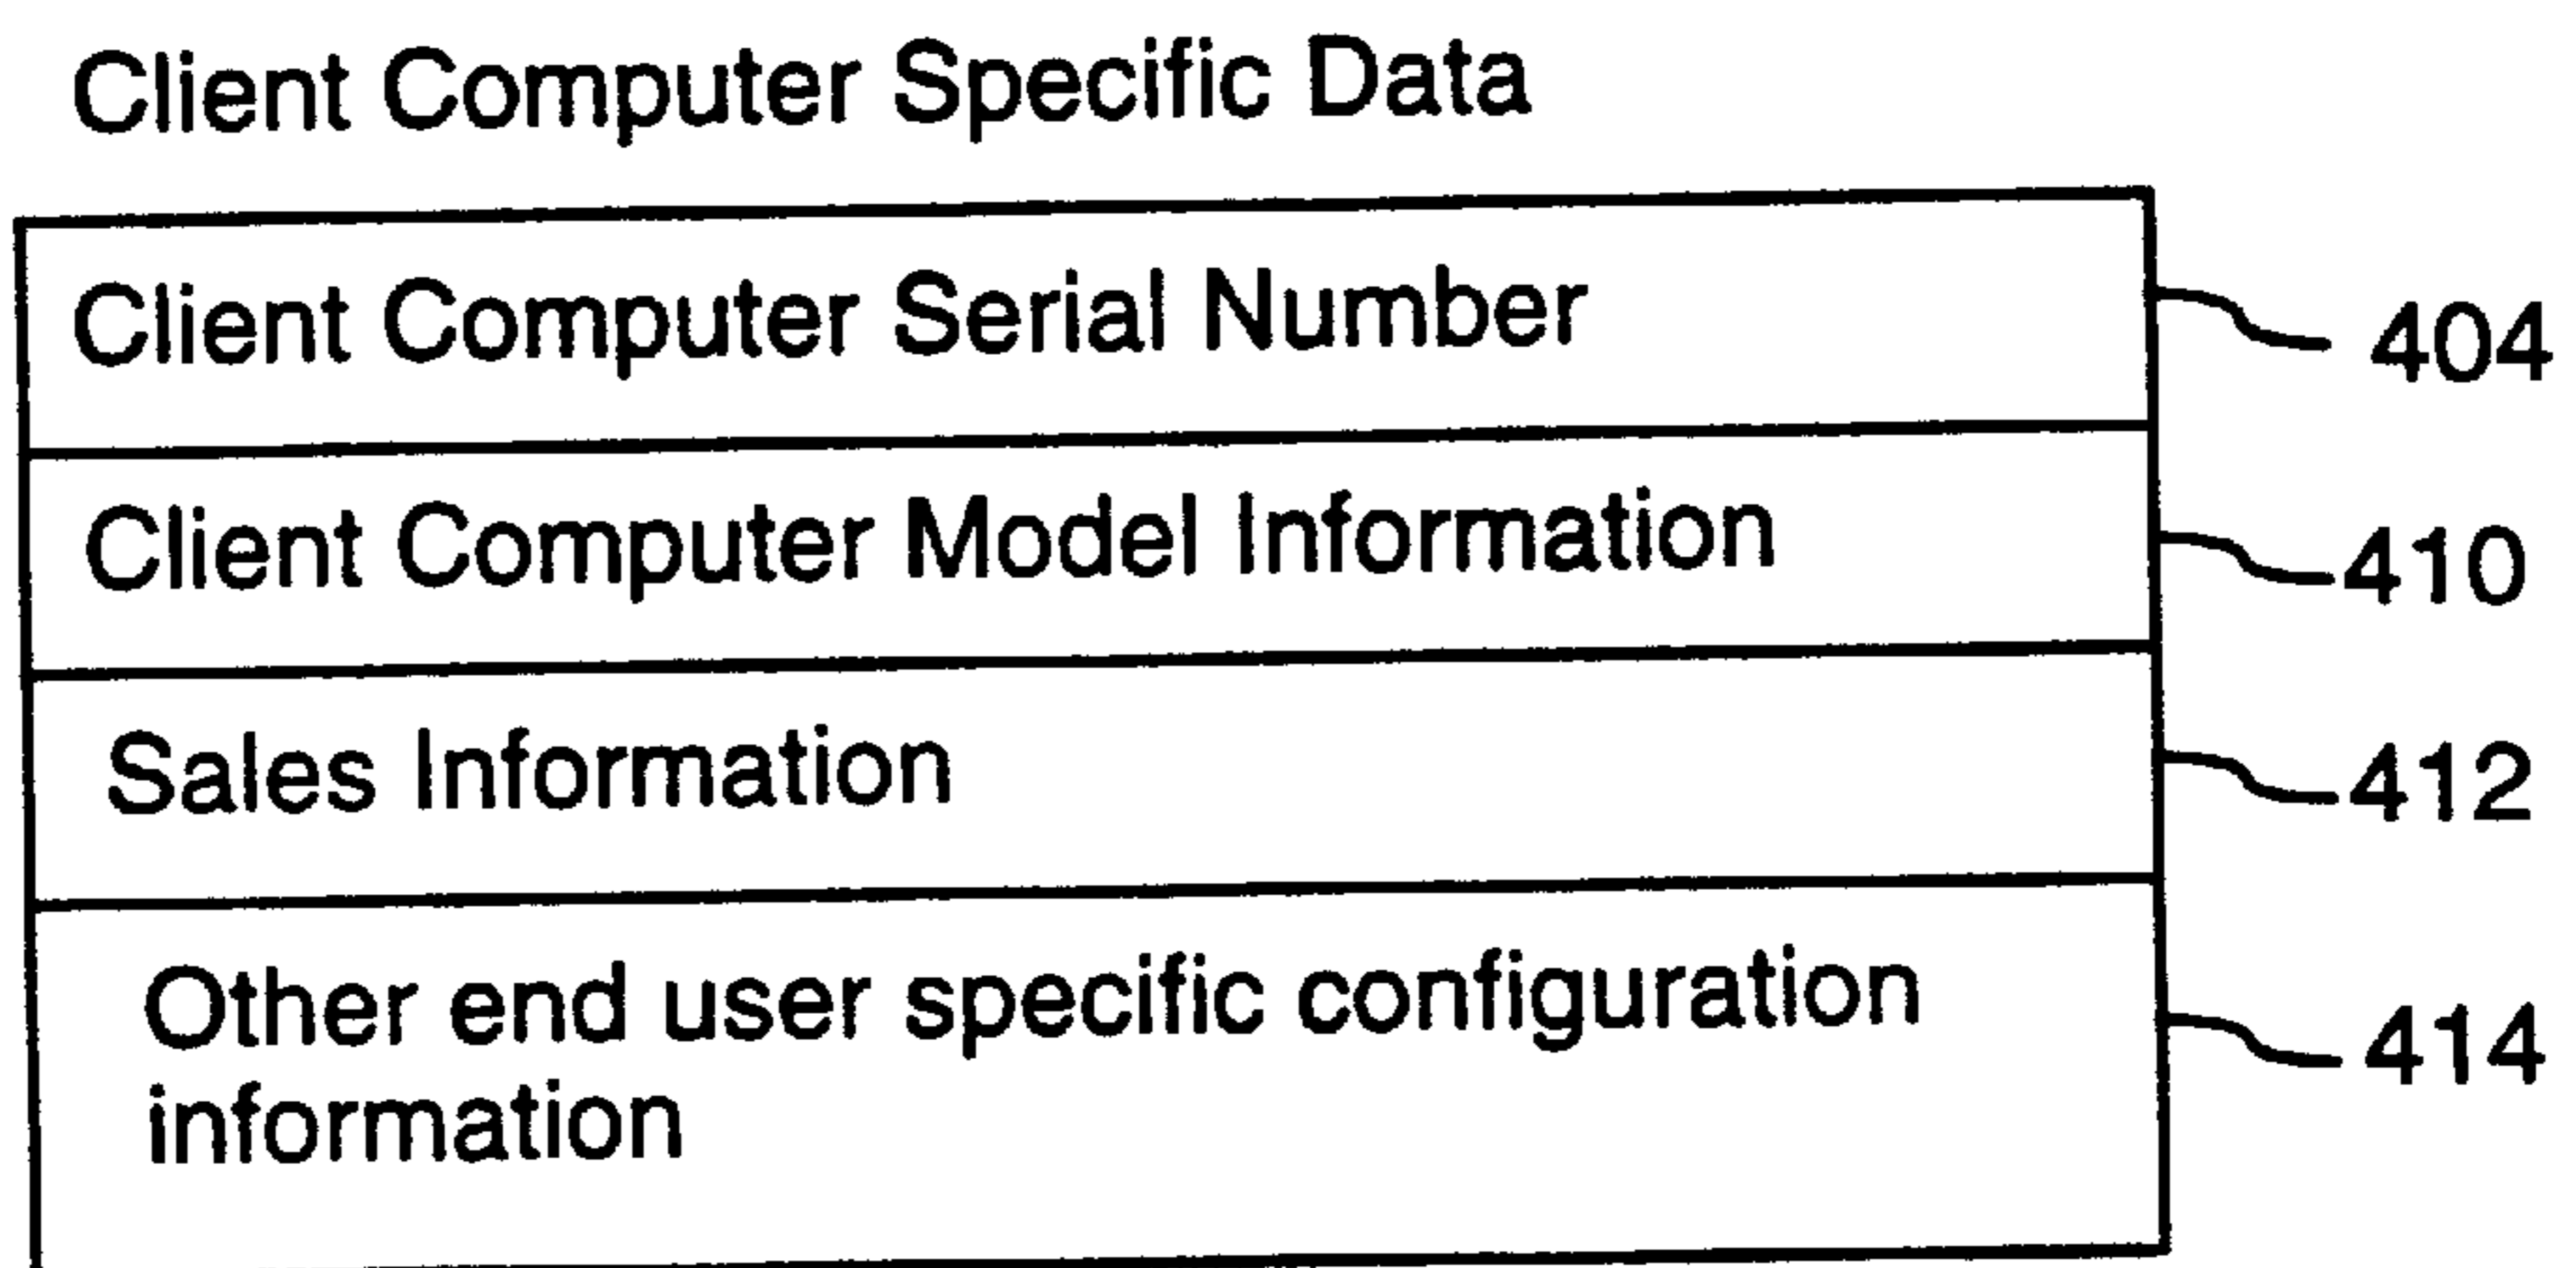 Client Computer Specific Data
Client Computer Serial Number
404
Client Computer Model Information
410
Sales Information
412
Other end user specific configuration
414
information